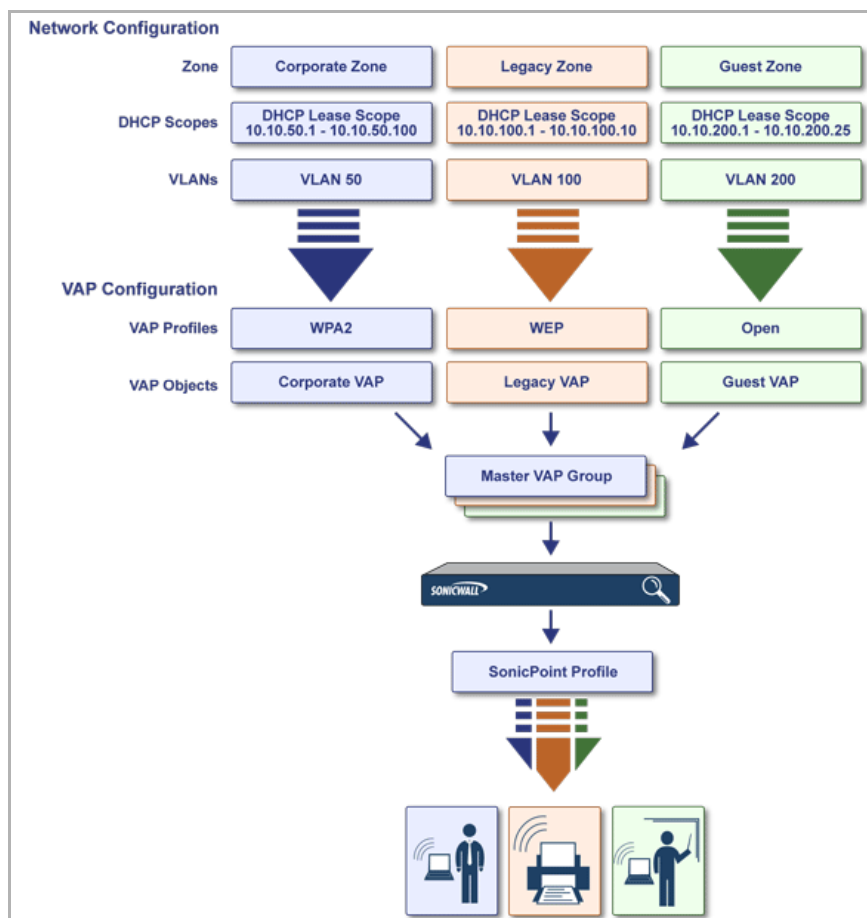 Network Configuration
Zone
Corporate Zone
Legacy Zone
Guest Zone
DHCP Scopes
DHCP Lease Scope
10.10.50.1 - 10.10.50.100
DHCP Lease Scope
10.10.100.1 - 10.10.100.10
DHCP Lease Scope
10.10.200.1 - 10.10.200.25
VLANs
VLAN 50
VLAN 100
VLAN 200
VAP Configuration
VAP Profiles
WPA2
WEP
Open
VAP Objects
Corporate VAP
Legacy VAP
Guest VAP
Master VAP Group
SONICWALL
SonicPoint Profile